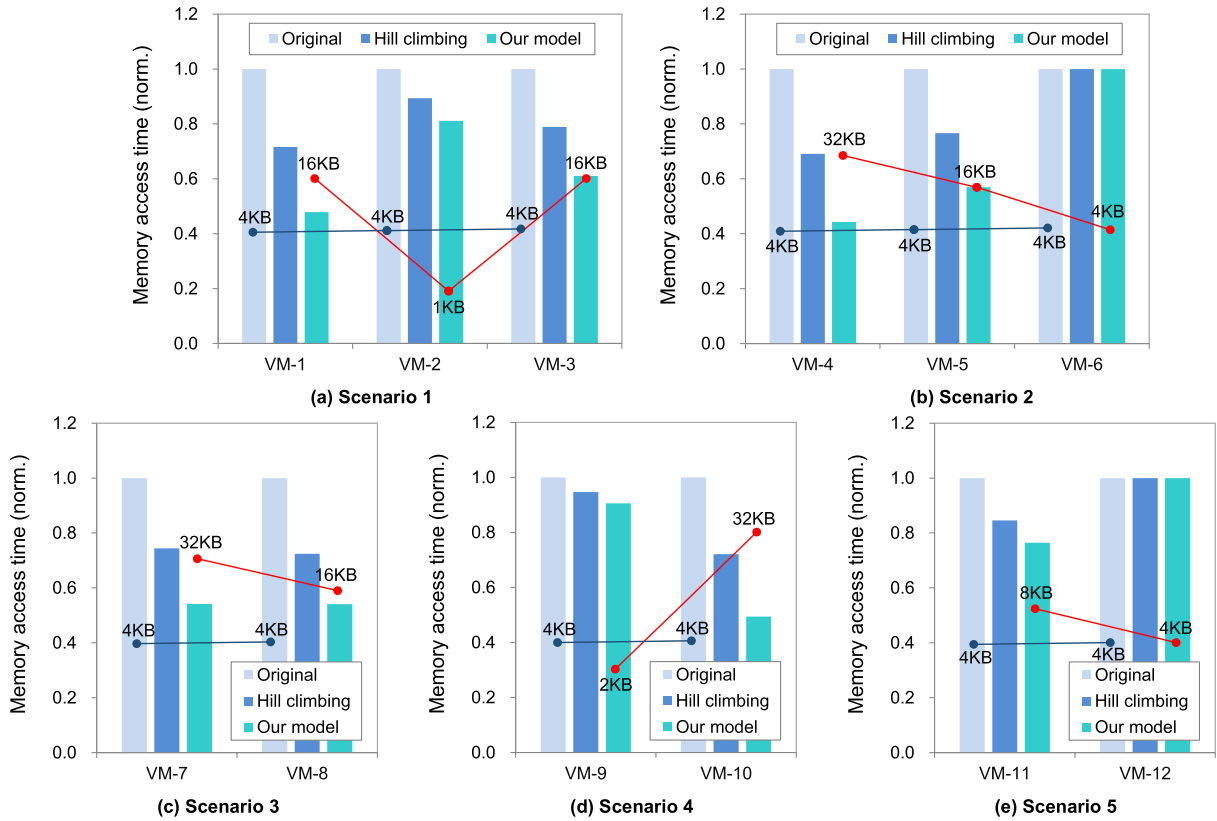 Original Hill climbing Our model
Memory access time (norm.)
1.2
1.0
0.8
0.6
0.4
0.2
0.0
4KB 4KB 4KB
16KB 1KB 16KB
VM-1 VM-2 VM-3
(a) Scenario 1
Original Hill climbing Our model
Memory access time (norm.)
1.2
1.0
0.8
0.6
0.4
0.2
0.0
32KB 16KB 4KB
4KB 4KB 4KB
VM-4 VM-5 VM-6
(b) Scenario 2
Memory access time (norm.)
1.2
1.0
0.8
0.6
0.4
0.2
0.0
32KB 16KB
4KB 4KB
Original
Hill climbing
Our model
VM-7 VM-8
(c) Scenario 3
Memory access time (norm.)
1.2
1.0
0.8
0.6
0.4
0.2
0.0
32KB
4KB 4KB
2KB
Original
Hill climbing
Our model
VM-9 VM-10
(d) Scenario 4
Memory access time (norm.)
1.2
1.0
0.8
0.6
0.4
0.2
0.0
8KB 4KB
4KB 4KB
Original
Hill climbing
Our model
VM-11 VM-12
(e) Scenario 5